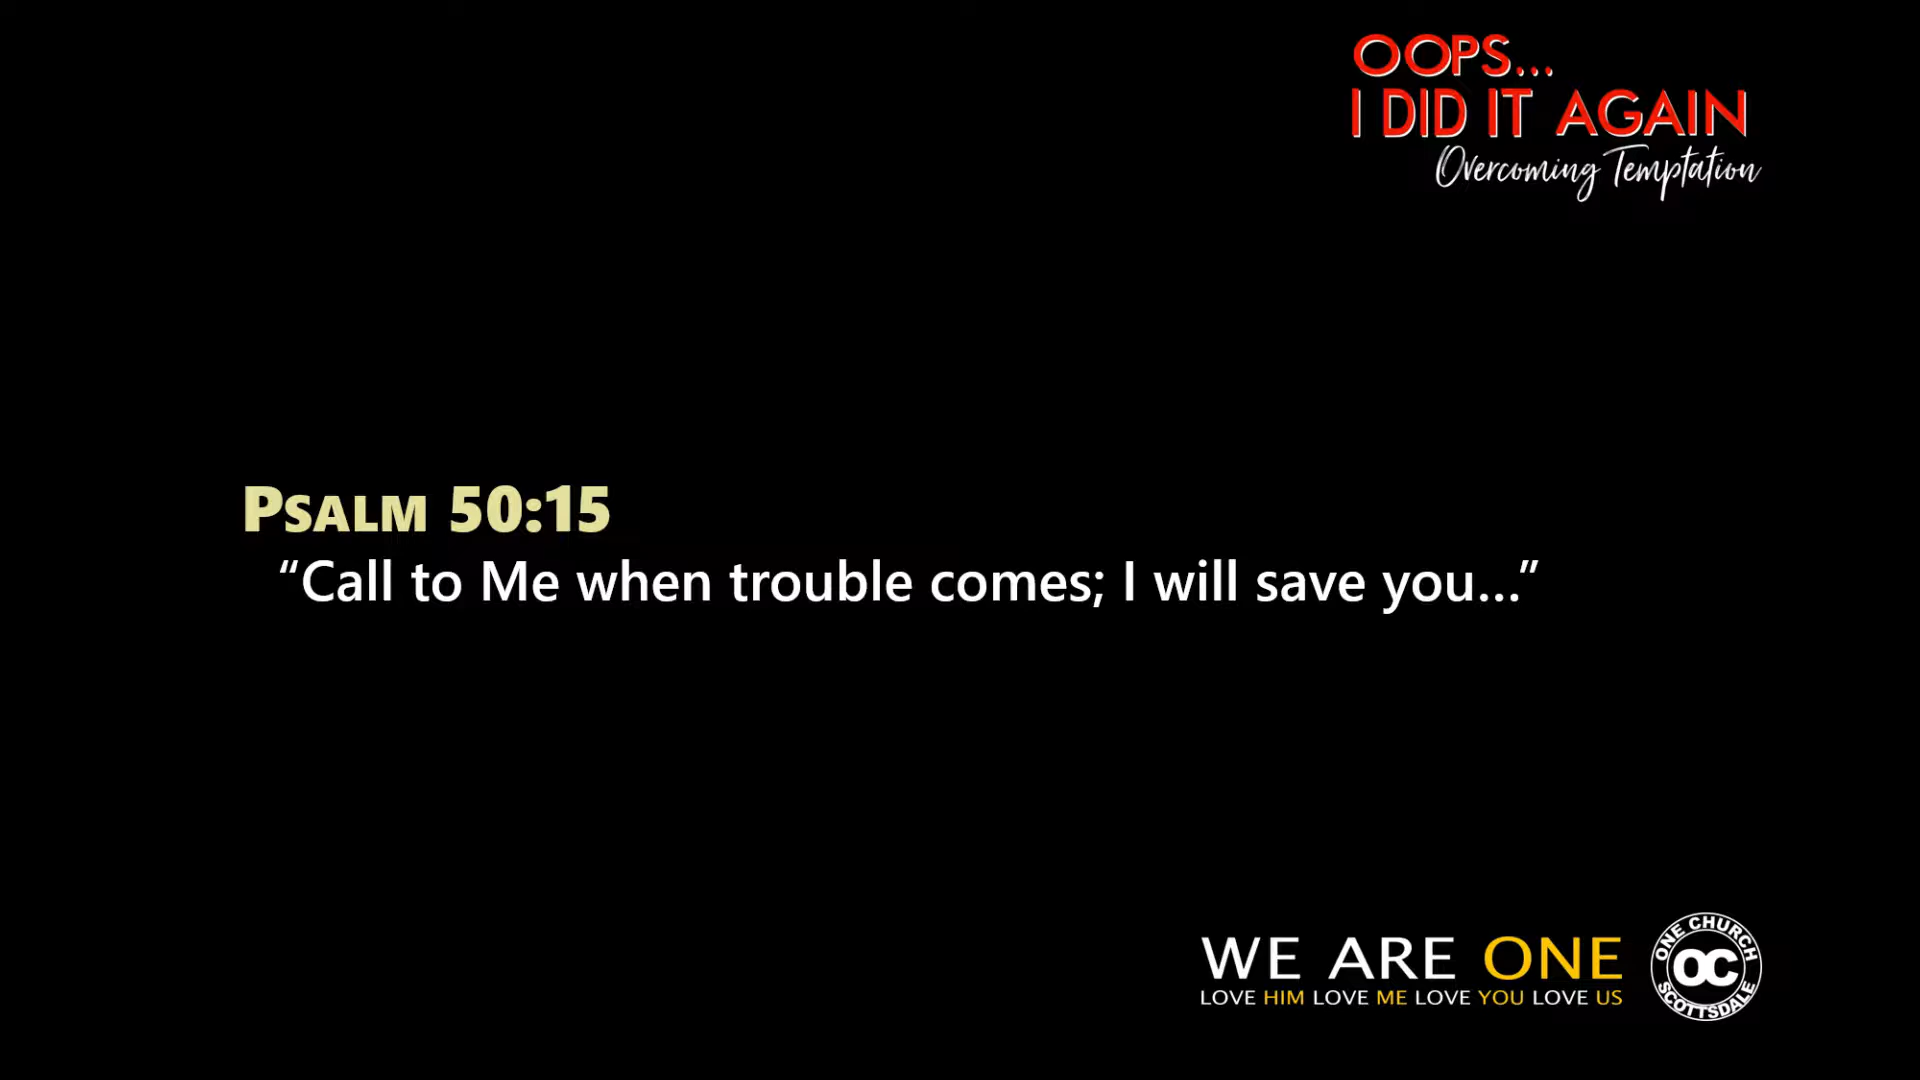 OOPS...
I DID IT AGAIN
Overcoming Temptation
PSALM 50:15
“Call to Me when trouble comes; I will save you...”
WE ARE ONE
LOVE HIM LOVE ME LOVE YOU LOVE US
ONE CHURCH
OC
SCOTTSDALE